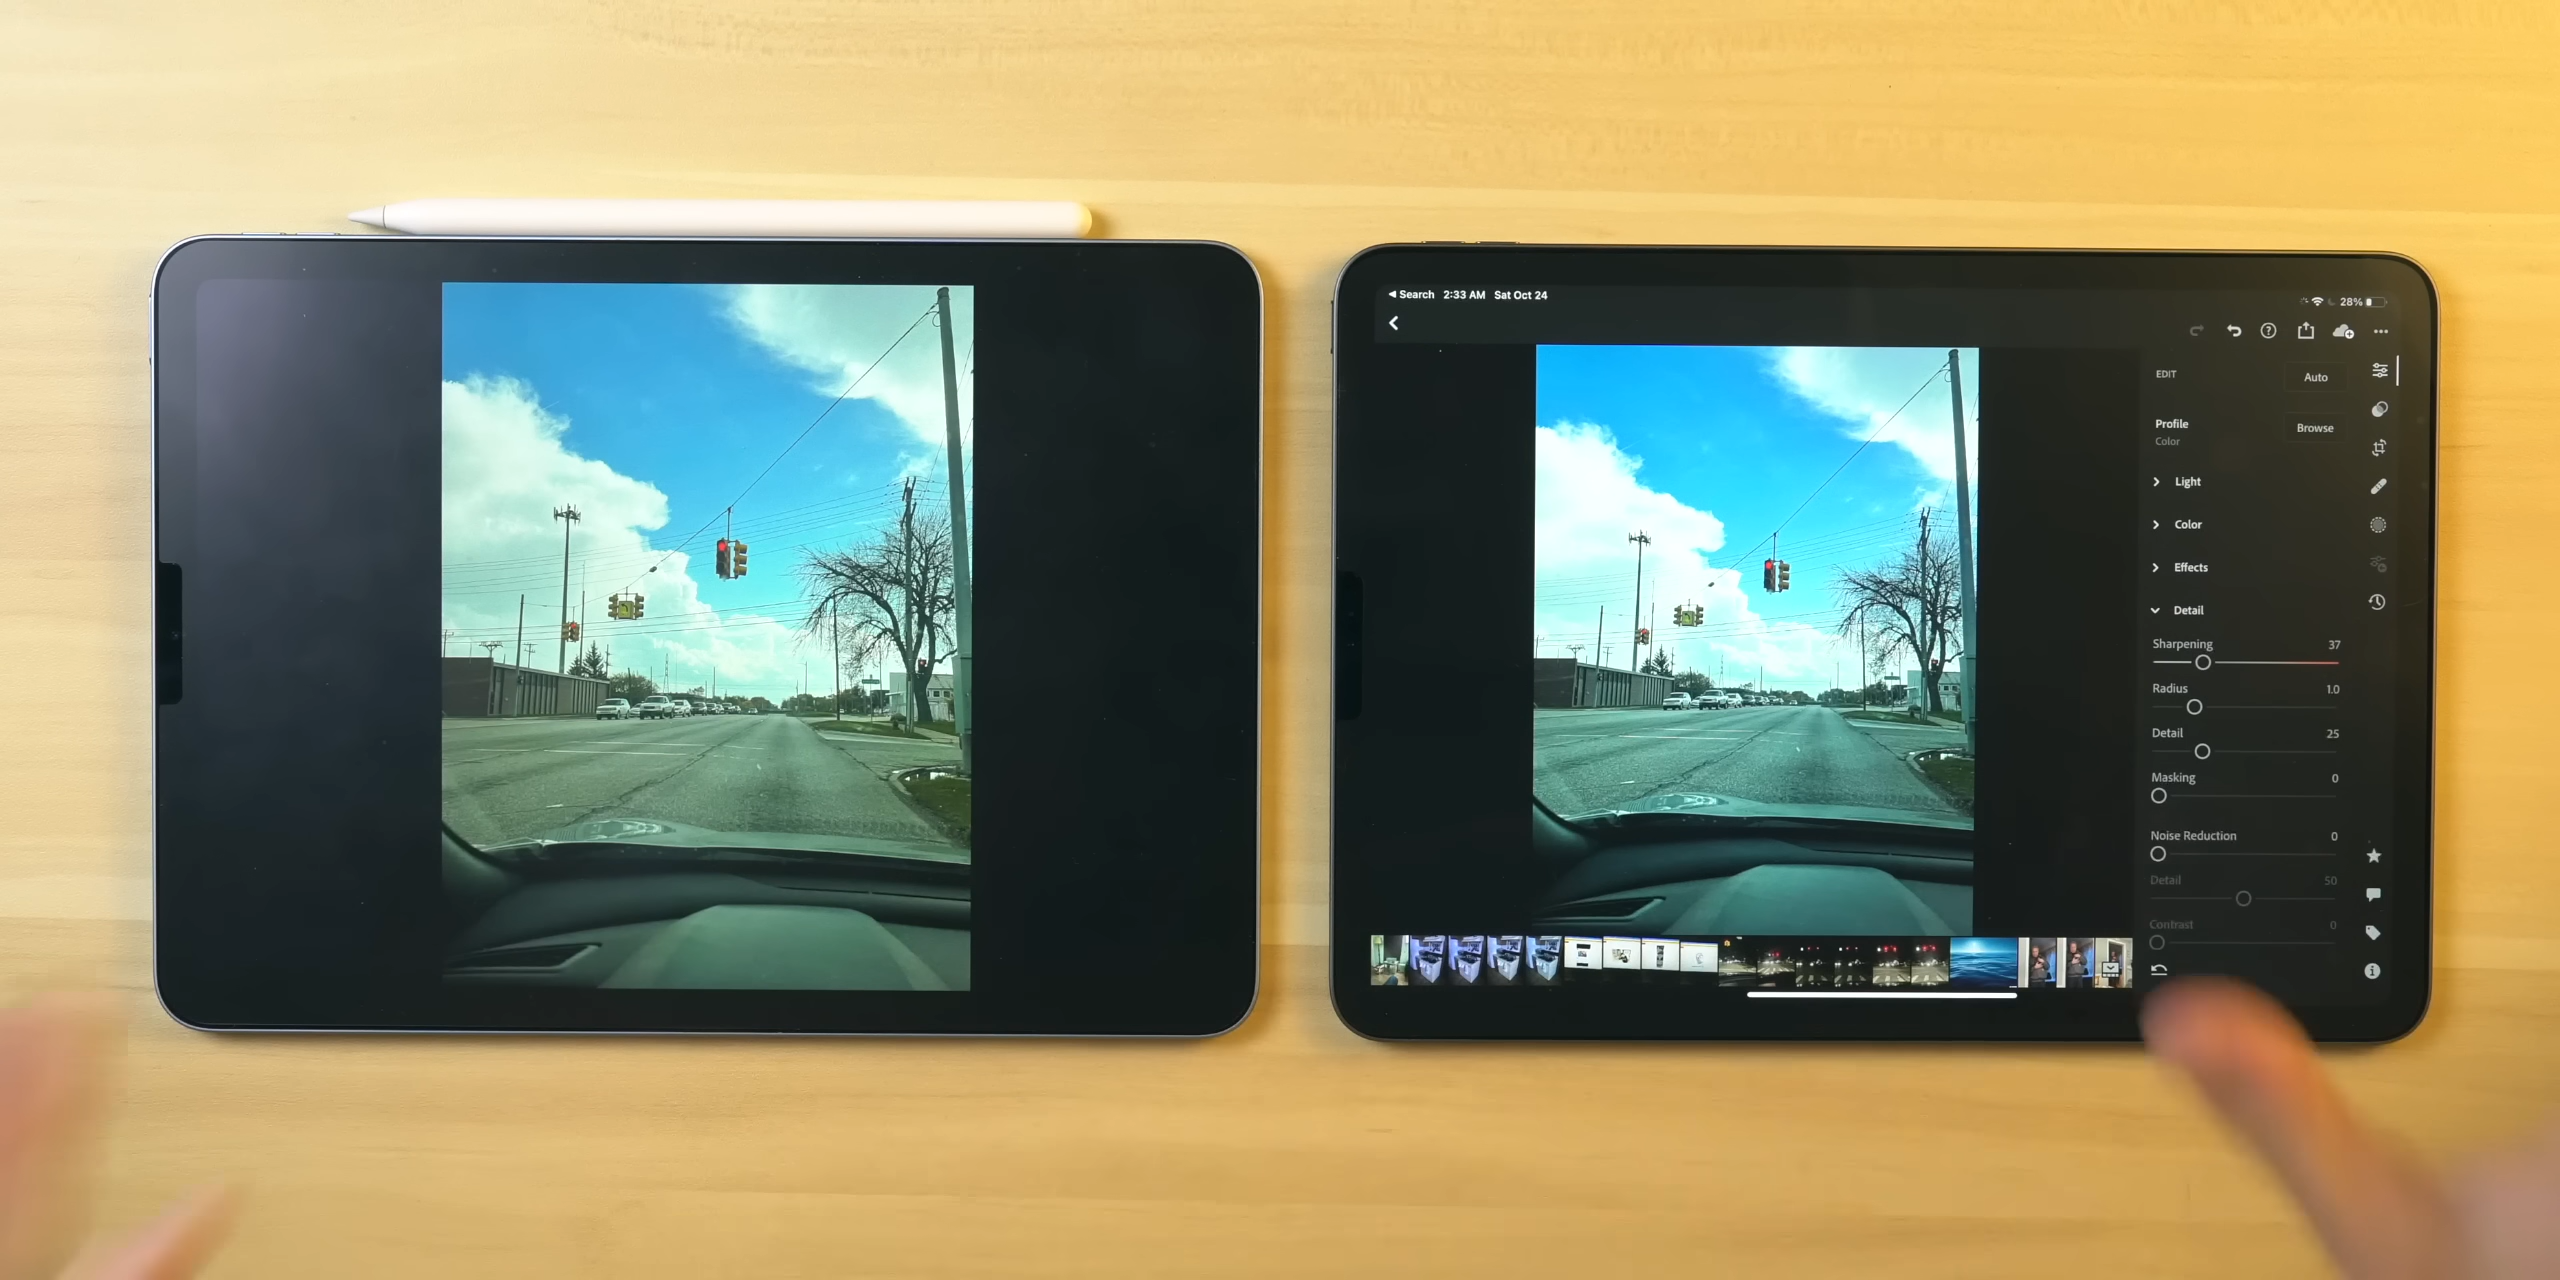 Search 2:33 AM Sat Oct 24
28%
EDIT
Auto
Profile
Browse
Color
Light
Color
Effects
Detail
Sharpening 37
Radius 1.0
Detail 25
Masking 0
Noise Reduction 0
Detail 50
Contrast 0